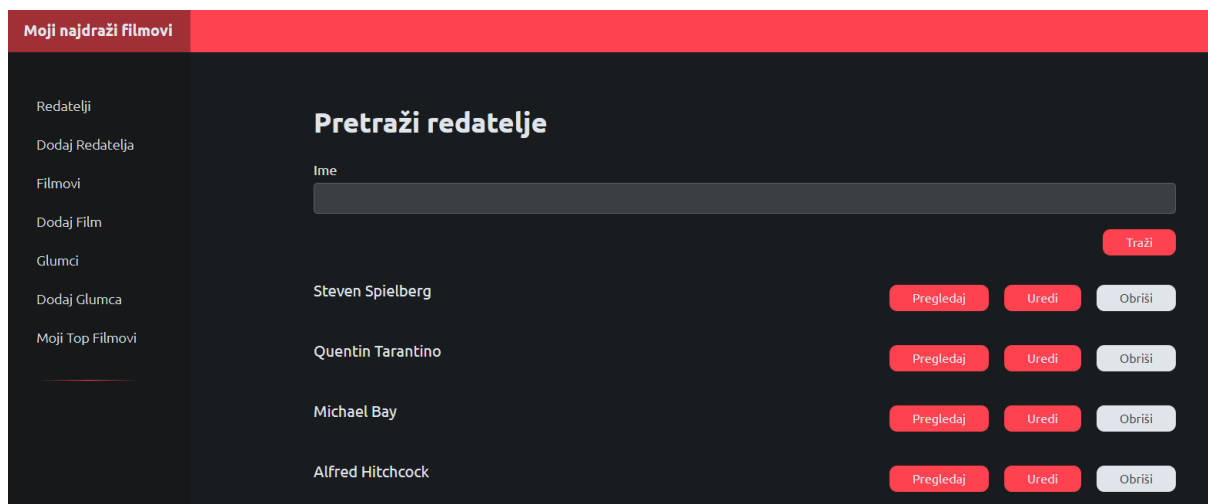 Moji najdraži filmovi
Redatelji
Dodaj Redatelja
Filmovi
Dodaj Film
Glumci
Dodaj Glumca
Moji Top Filmovi
Pretraži redatelje
Ime
Traži
Steven Spielberg Pregledaj Uredi Obriši
Quentin Tarantino Pregledaj Uredi Obriši
Michael Bay Pregledaj Uredi Obriši
Alfred Hitchcock Pregledaj Uredi Obriši